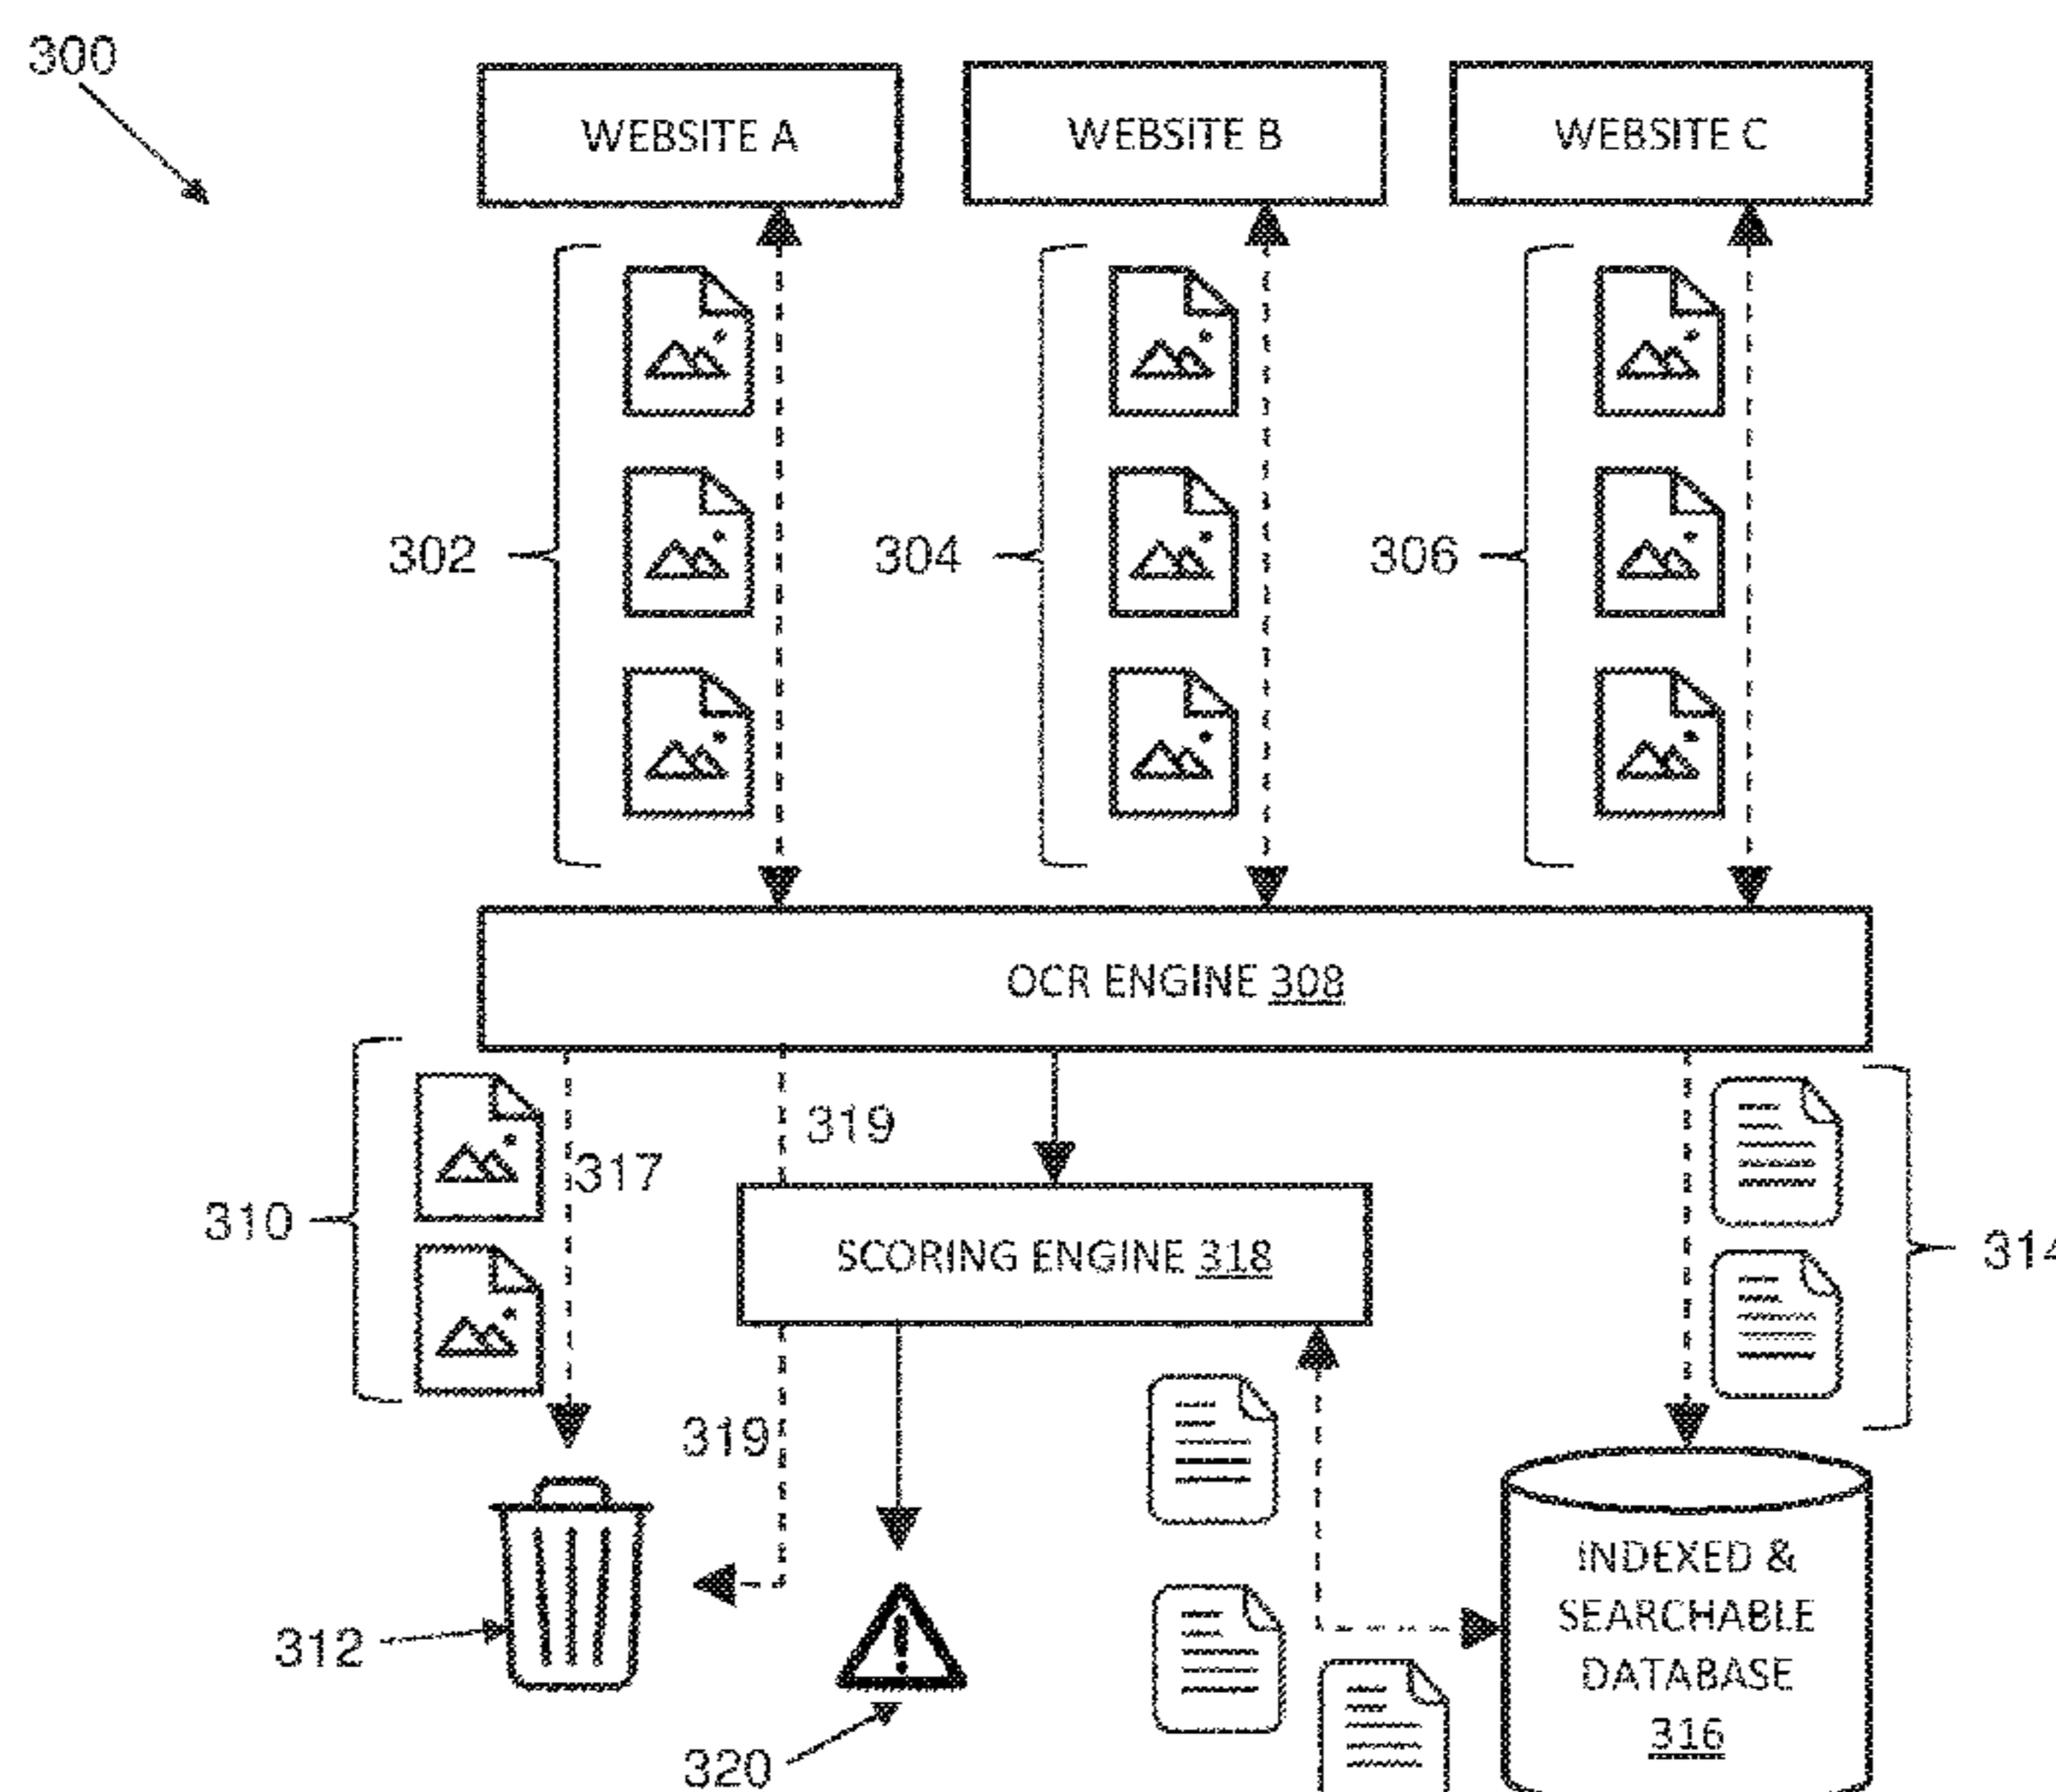 300
WEBSITE A
WEBSITE B
WEBSITE C
302
304
306
OCR ENGINE 308
319
317
310
SCORING ENGINE 318
314
319
INDEXED &
SEARCHABLE
DATABASE
316
312
320